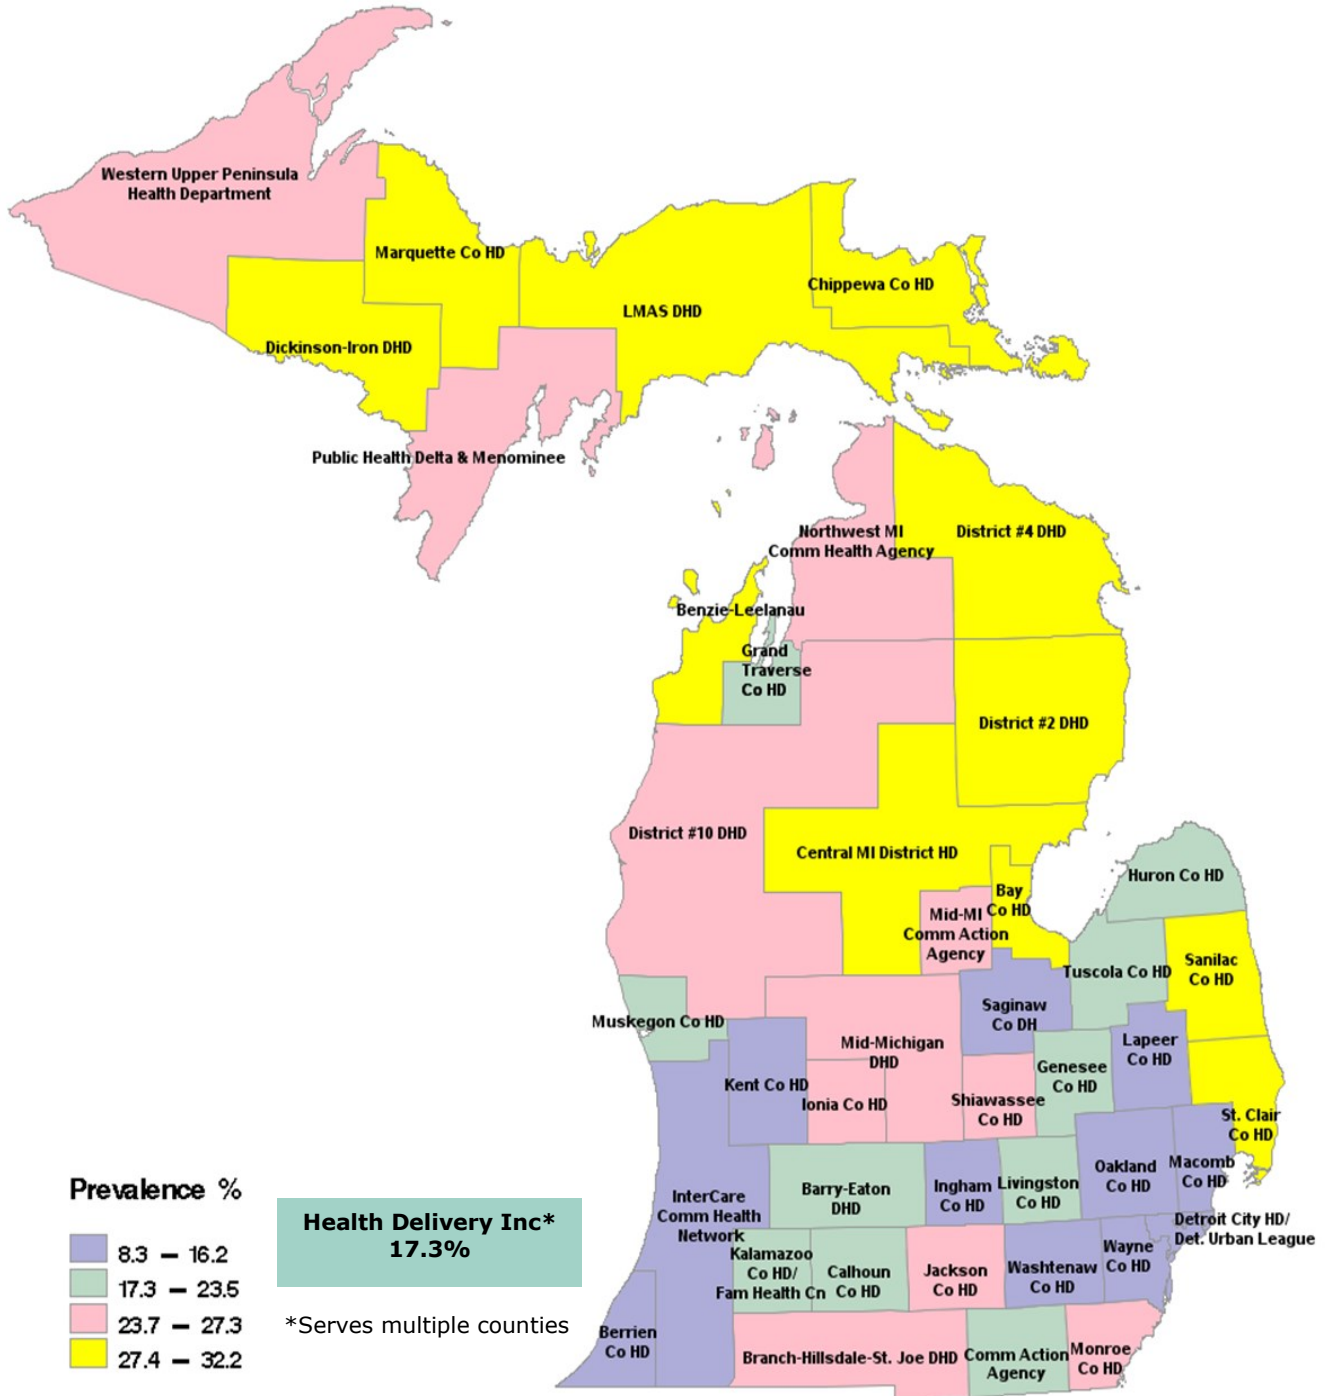 Western Upper Peninsula
Health Department
Marquette Co HD
Chippewa Co HD
LMAS DHD
Dickinson-Iron DHD
Public Health Delta & Menominee
Northwest MI
Comm Health Agency
District #4 DHD
Benzie-Leelanau
Grand
Traverse
Co HD
District #2 DHD
District #10 DHD
Central MI District HD
Huron Co HD
Bay
Co HD
Mid-MI
Comm Action
Agency
Tuscola Co HD
Sanilac
Co HD
Saginaw
Co DH
Muskegon Co HD
Mid-Michigan
DHD
Lapeer
Co HD
Genesee
Co HD
Kent Co HD
Ionia Co HD
Shiawassee
Co HD
St. Clair
Co HD
Oakland
Co HD
Macomb
Co HD
InterCare
Comm Health
Network
Barry-Eaton
DHD
Ingham
Co HD
Livingston
Co HD
Detroit City HD/
Det. Urban League
Kalamazoo
Co HD/
Fam Health Cn
Calhoun
Co HD
Jackson
Co HD
Washtenaw
Co HD
Wayne
Co HD
Berrien
Co HD
Branch-Hillsdale-St. Joe DHD
Comm Action
Agency
Monroe
Co HD
Prevalence %
8.3 – 16.2
17.3 – 23.5
23.7 – 27.3
27.4 – 32.2
Health Delivery Inc*
17.3%
*Serves multiple counties